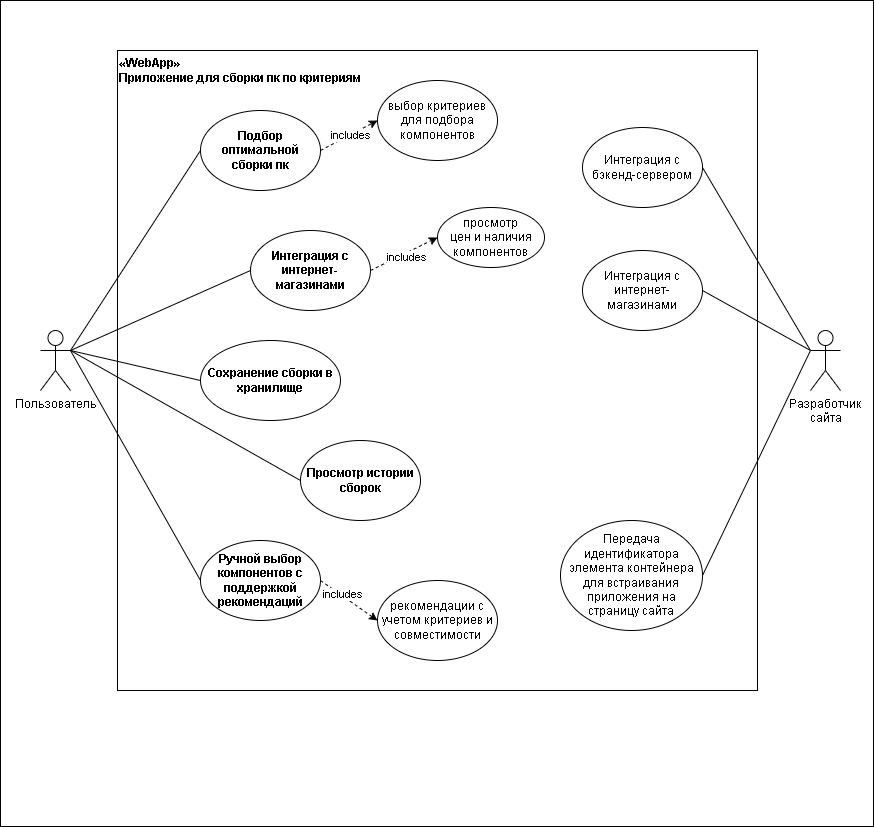 «WebApp»
Приложение для сборки пк по критериям
Подбор
оптимальной
сборки пк
includes
выбор критериев
для подбора
компонентов
Интеграция с
бэкенд-сервером
Интеграция с
интернет-
магазинами
includes
просмотр
цен и наличия
компонентов
Интеграция с
интернет-
магазинами
Сохранение сборки в
хранилище
Пользователь
Разработчик
сайта
Просмотр истории
сборок
Ручной выбор
компонентов с
поддержкой
рекомендаций
includes
рекомендации с
учетом критериев и
совместимости
Передача
идентификатора
элемента контейнера
для встраивания
приложения на
страницу сайта